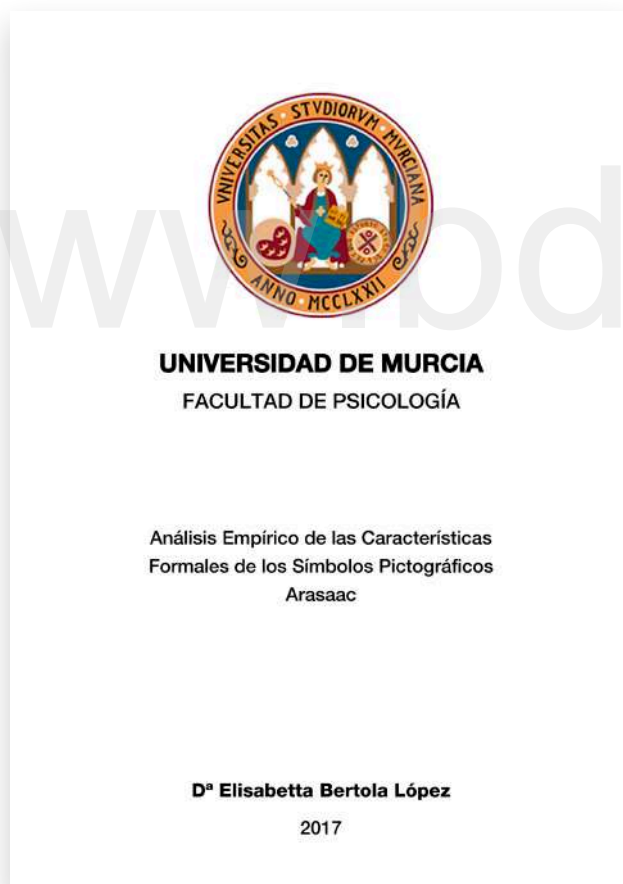 VNIVERSITAS STVDIORVM MVRCIANA
ANNO MCCLXXII
UNIVERSIDAD DE MURCIA
FACULTAD DE PSICOLOGÍA
Análisis Empírico de las Características
Formales de los Símbolos Pictográficos
Arasaac
Dª Elisabetta Bertola López
2017